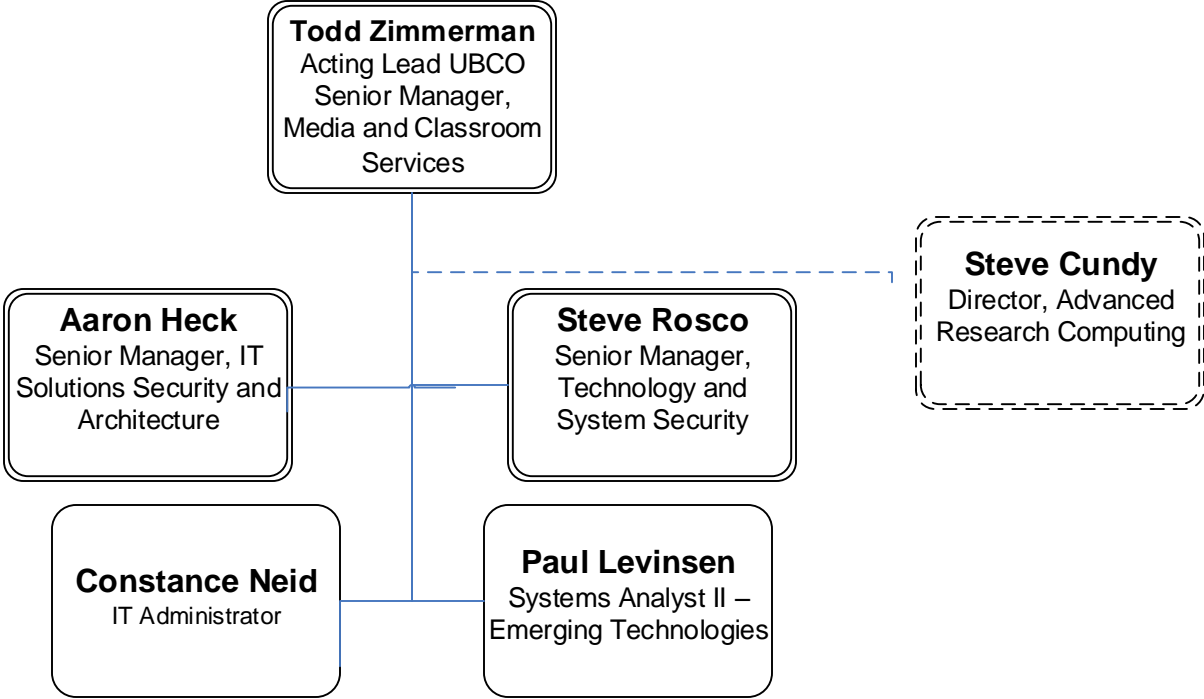 Todd Zimmerman
Acting Lead UBCO
Senior Manager,
Media and Classroom
Services
Steve Cundy
Director, Advanced
Research Computing
Aaron Heck
Senior Manager, IT
Solutions Security and
Architecture
Steve Rosco
Senior Manager,
Technology and
System Security
Constance Neid
IT Administrator
Paul Levinsen
Systems Analyst II –
Emerging Technologies